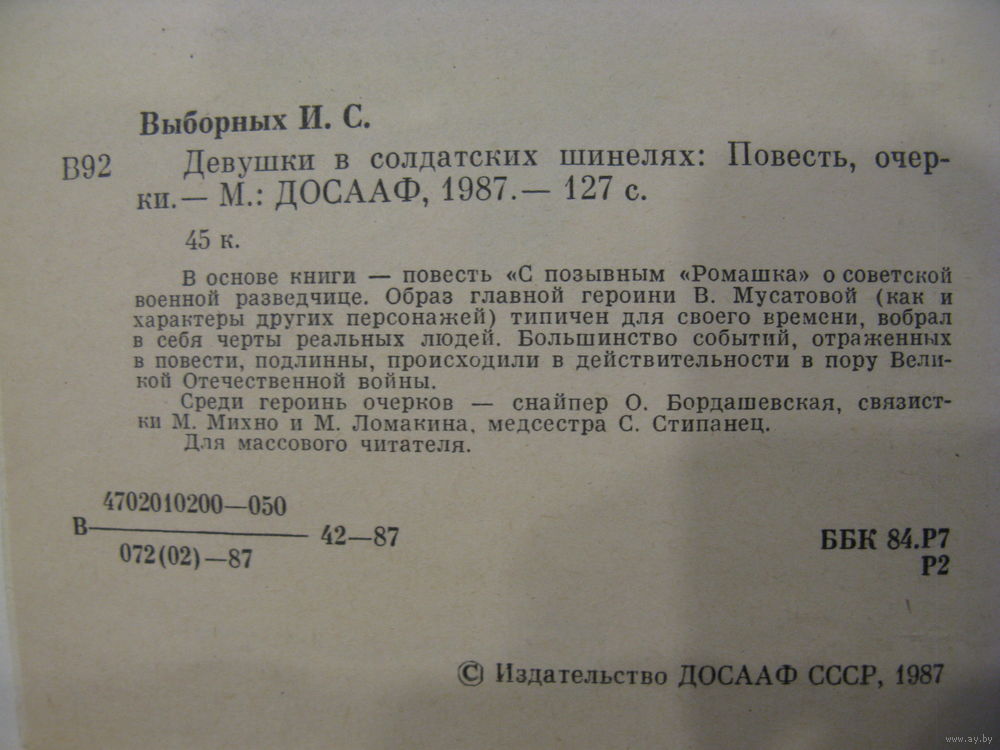 Выборных И. С.
В92 Девушки в солдатских шинелях: Повесть, очер-
ки.— М.: ДОСААФ, 1987.— 127 с.
45 к.
В основе книги — повесть «С позывным «Ромашка» о советской
военной разведчице. Образ главной героини В. Мусатовой (как и
характеры других персонажей) типичен для своего времени, вобрал
в себя черты реальных людей. Большинство событий, отраженных
в повести, подлинны, происходили в действительности в пору Вели-
кой Отечественной войны.
Среди героинь очерков — снайпер О. Бордашевская, связист-
ки М. Михно и М. Ломакина, медсестра С. Стипанец.
Для массового читателя.
4702010200—050
В——— 42—87
072(02)—87
ББК 84.Р7
Р2
© Издательство ДОСААФ СССР, 1987
www.ay.by